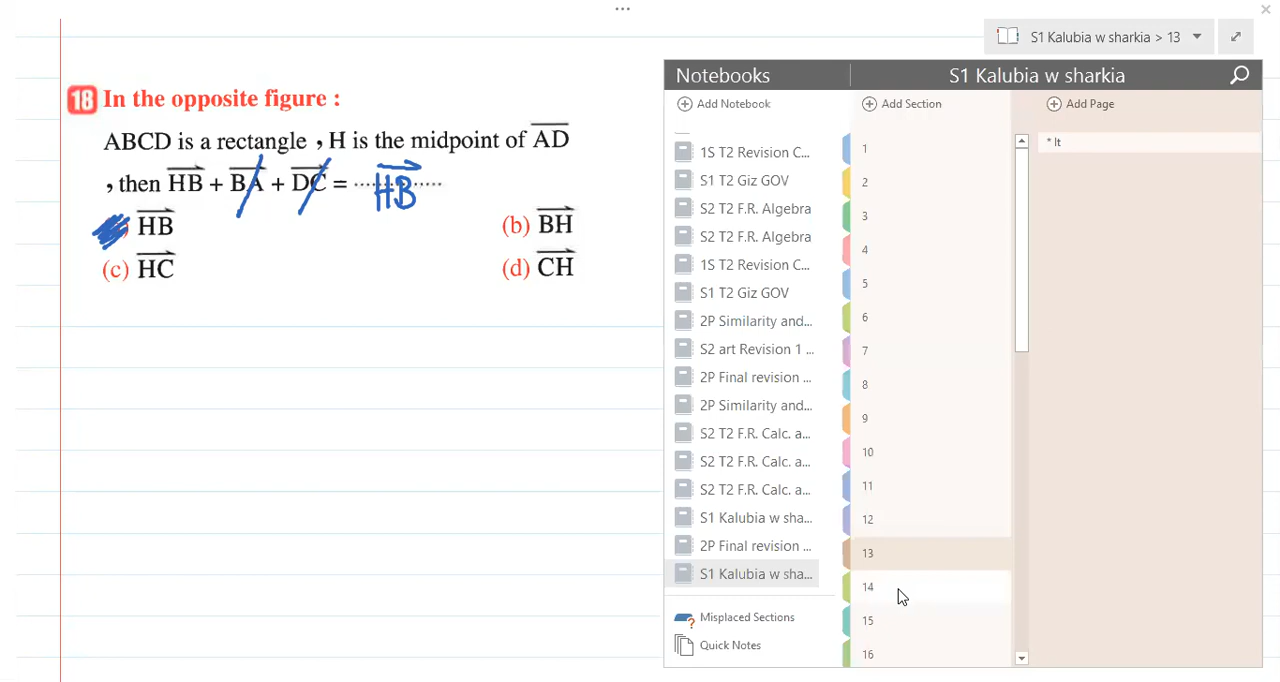 S1 Kalubia w sharkia > 13
18 In the opposite figure :
ABCD is a rectangle , H is the midpoint of AD
, then HB + BA + DC = ........ HB
HB
(b) BH
(c) HC
(d) CH
Notebooks
S1 Kalubia w sharkia
Add Notebook
Add Section
Add Page
1S T2 Revision C...
S1 T2 Giz GOV
S2 T2 F.R. Algebra
S2 T2 F.R. Algebra
1S T2 Revision C...
S1 T2 Giz GOV
2P Similarity and...
S2 art Revision 1 ...
2P Final revision ...
2P Similarity and...
S2 T2 F.R. Calc. a...
S2 T2 F.R. Calc. a...
S2 T2 F.R. Calc. a...
S1 Kalubia w sha...
2P Final revision ...
S1 Kalubia w sha...
Misplaced Sections
Quick Notes
1
2
3
4
5
6
7
8
9
10
11
12
13
14
15
16
* It